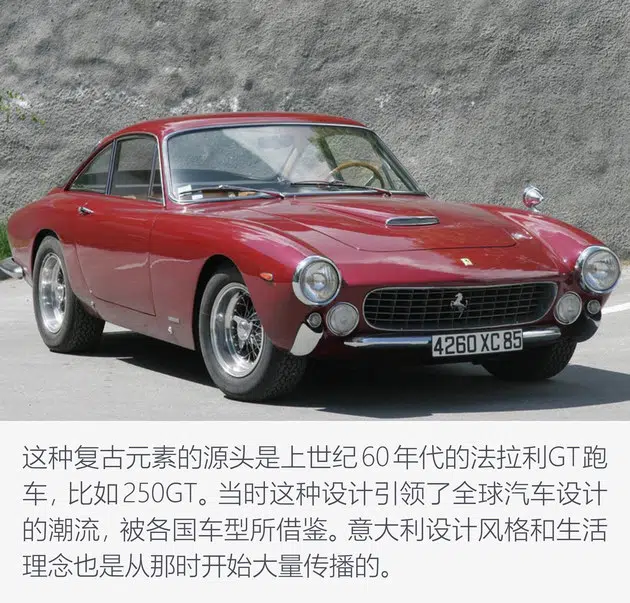 4260 XC 85
这种复古元素的源头是上世纪60年代的法拉利GT跑
车，比如250GT。当时这种设计引领了全球汽车设计
的潮流，被各国车型所借鉴。意大利设计风格和生活
理念也是从那时开始大量传播的。